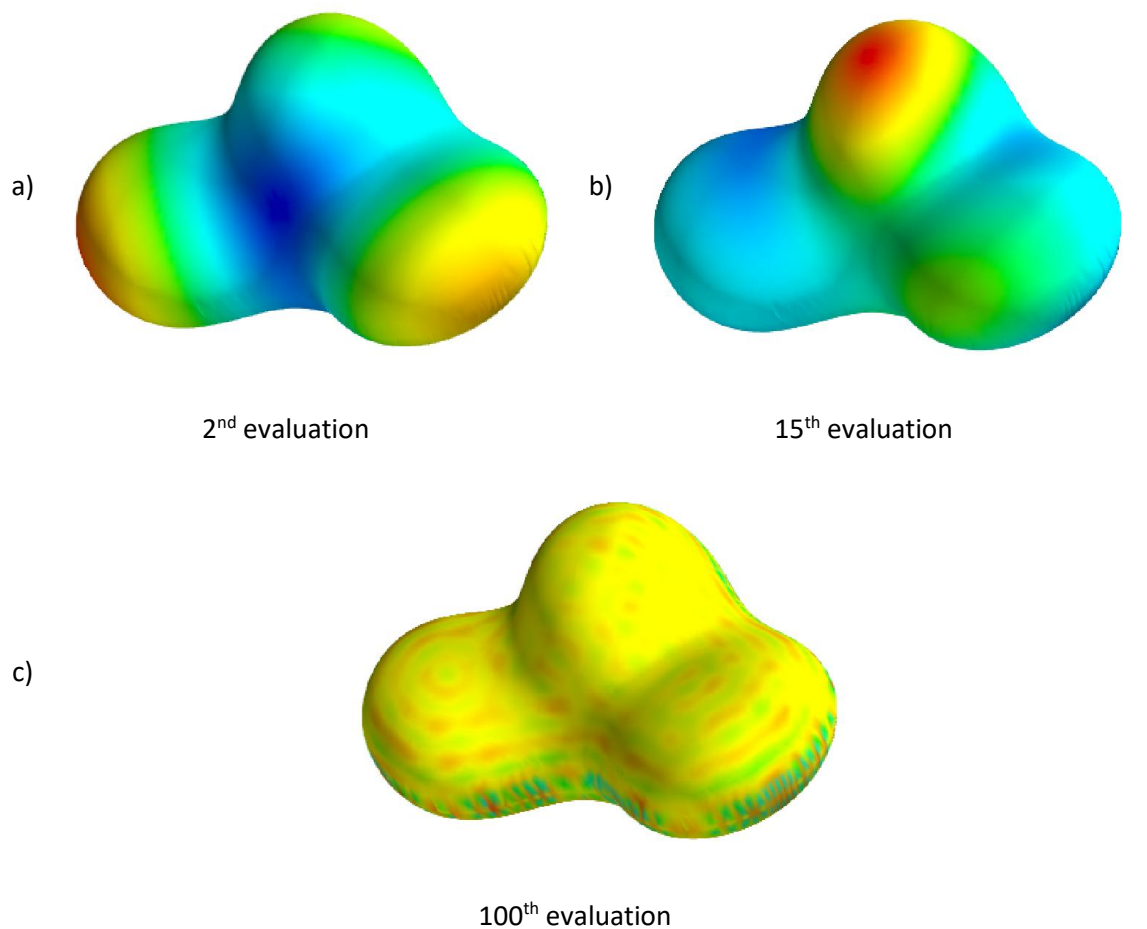 a)
b)
2nd evaluation
15th evaluation
c)
100th evaluation